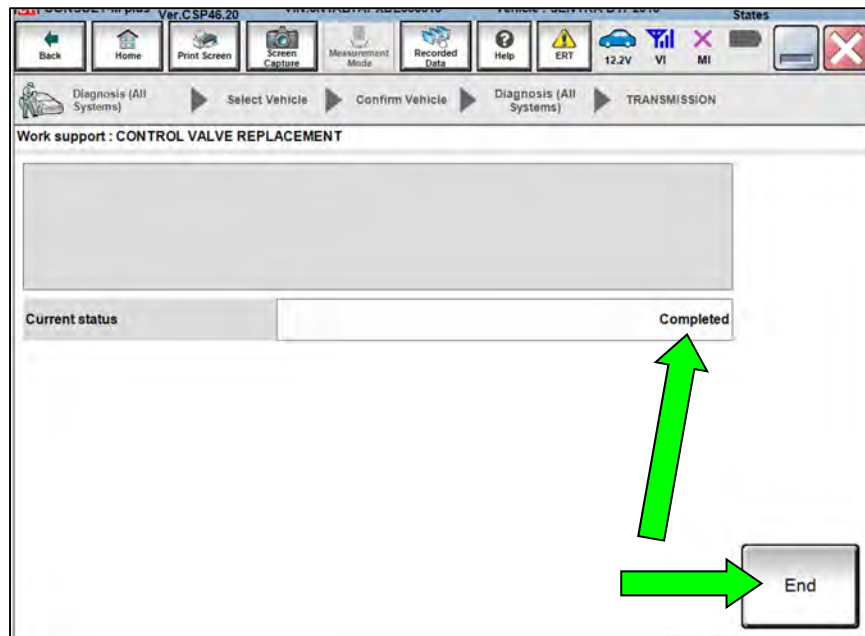 Ver.CSP46.20
States
Back
Home
Print Screen
Screen
Capture
Measurement
Mode
Recorded
Data
Help
ERT
12.2V
VI
MI
Diagnosis (All
Systems)
Select Vehicle
Confirm Vehicle
Diagnosis (All
Systems)
TRANSMISSION
Work support : CONTROL VALVE REPLACEMENT
Current status
Completed
End